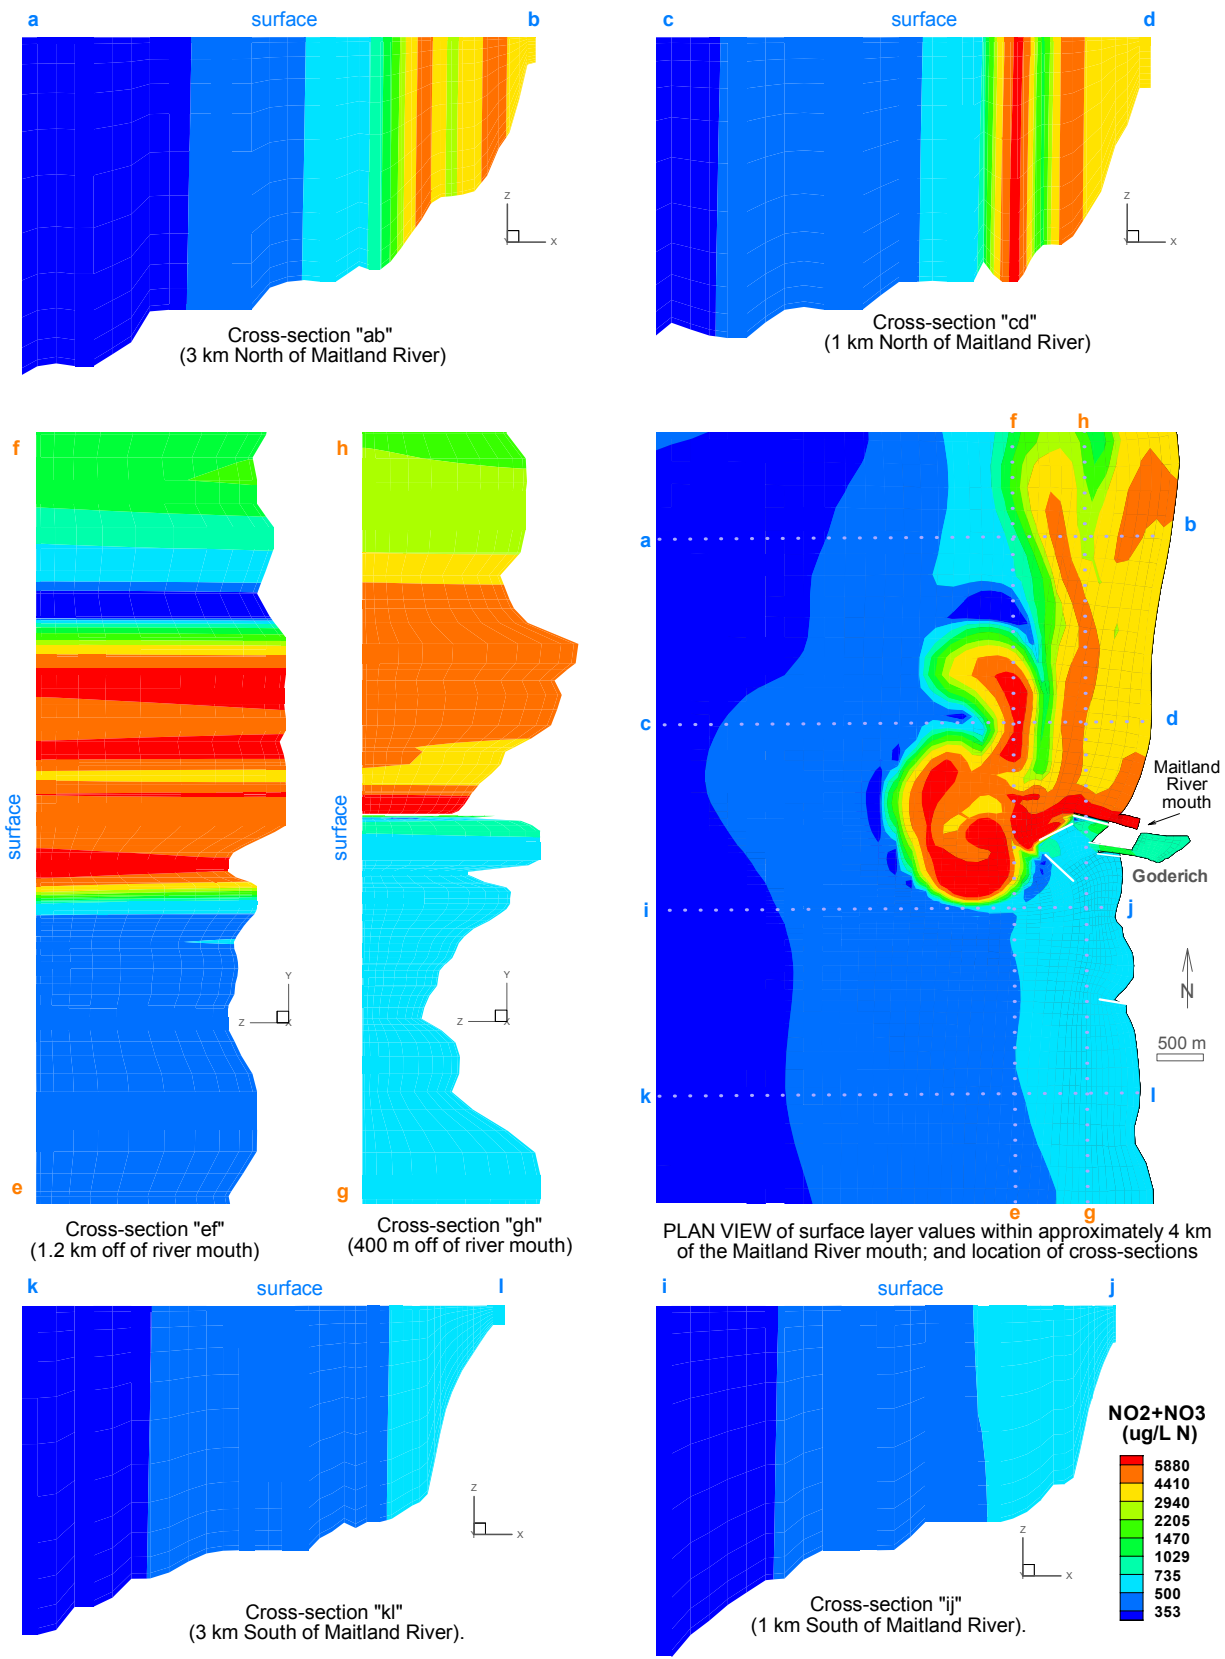 a surface b
c surface d
Z
X
Y
Z
X
Y
Cross-section "ab"
(3 km North of Maitland River)
Cross-section "cd"
(1 km North of Maitland River)
f
h
surface
e
Y
Z
X
Cross-section "ef"
(1.2 km off of river mouth)
surface
g
Y
Z
X
Cross-section "gh"
(400 m off of river mouth)
f h
a b
c d
Maitland
River
mouth
Goderich
i j
N
500 m
k l
e g
PLAN VIEW of surface layer values within approximately 4 km
of the Maitland River mouth; and location of cross-sections
k surface l
Z
Y X
Cross-section "kl"
(3 km South of Maitland River).
i surface j
Z
Y X
Cross-section "ij"
(1 km South of Maitland River).
NO2+NO3
(ug/L N)
5880
4410
2940
2205
1470
1029
735
500
353